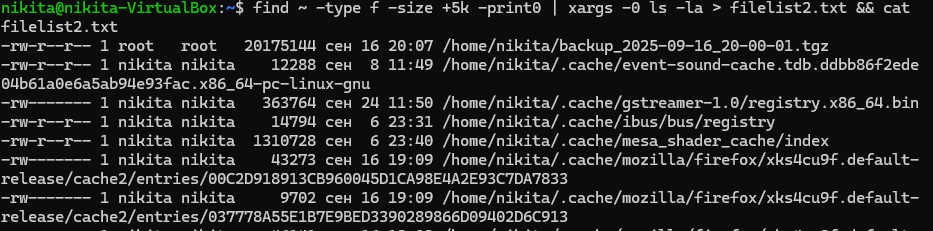 nikita@nikita-VirtualBox:~$ find ~ -type f -size +5k -print0 | xargs -0 ls -la > filelist2.txt && cat
filelist2.txt
-rw-r--r-- 1 root   root   20175144 сен 16 20:07 /home/nikita/backup_2025-09-16_20-00-01.tgz
-rw-r--r-- 1 nikita nikita    12288 сен  8 11:49 /home/nikita/.cache/event-sound-cache.tdb.ddbb86f2ede
04b61a0e6a5ab94e93fac.x86_64-pc-linux-gnu
-rw------- 1 nikita nikita   363764 сен 24 11:50 /home/nikita/.cache/gstreamer-1.0/registry.x86_64.bin
-rw-r--r-- 1 nikita nikita    14794 сен  6 23:31 /home/nikita/.cache/ibus/bus/registry
-rw-r--r-- 1 nikita nikita  1310728 сен  6 23:40 /home/nikita/.cache/mesa_shader_cache/index
-rw------- 1 nikita nikita    43273 сен 16 19:09 /home/nikita/.cache/mozilla/firefox/xks4cu9f.default-
release/cache2/entries/00C2D918913CB960045D1CA98E4A2E93C7DA7833
-rw------- 1 nikita nikita     9702 сен 16 19:09 /home/nikita/.cache/mozilla/firefox/xks4cu9f.default-
release/cache2/entries/037778A55E1B7E9BED3390289866D09402D6C913